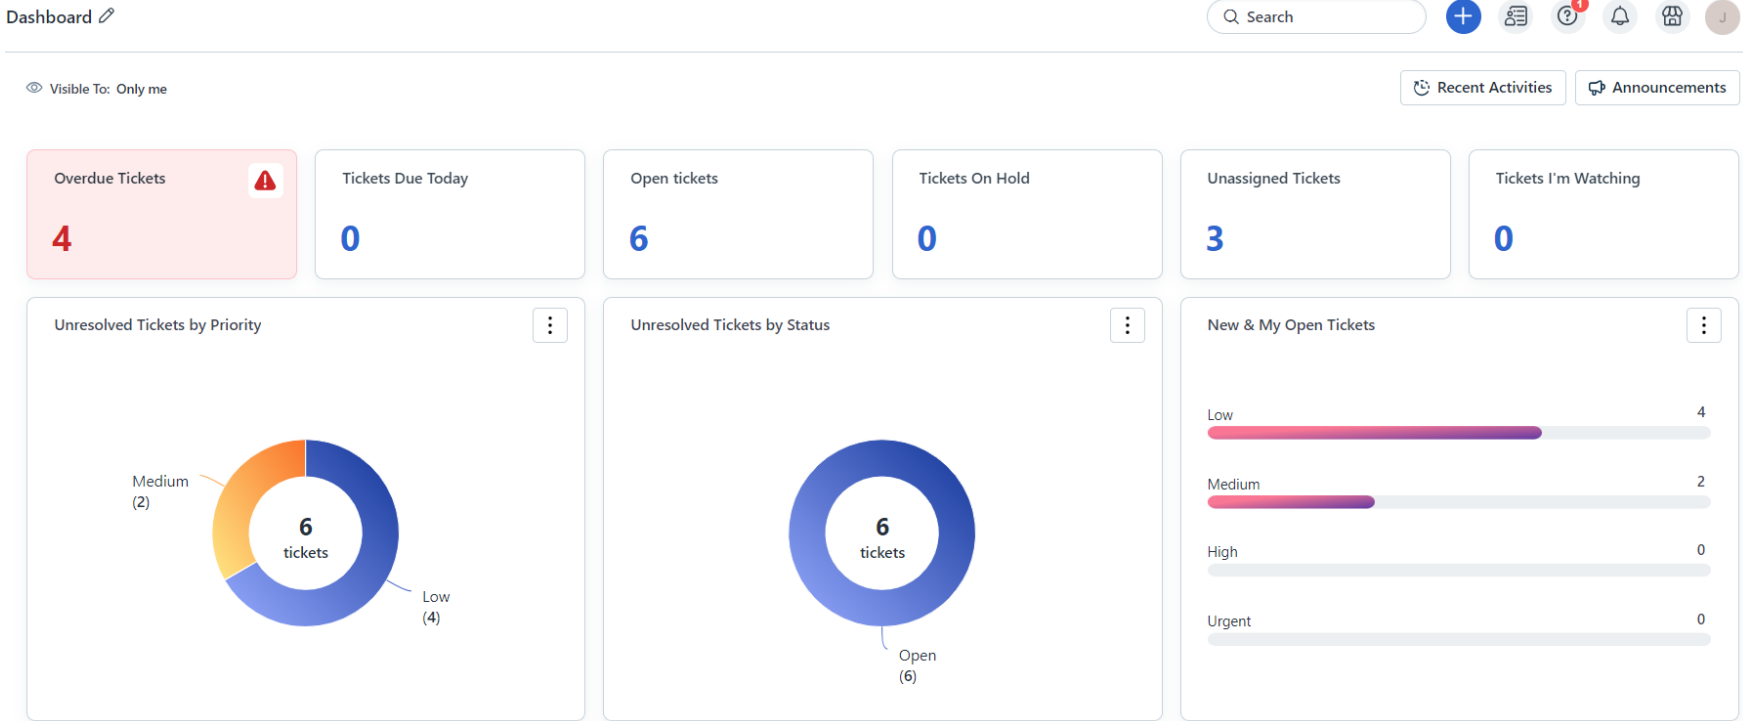 Dashboard
Search
1
J
Visible To: Only me
Recent Activities
Announcements
Overdue Tickets
4
Tickets Due Today
0
Open tickets
6
Tickets On Hold
0
Unassigned Tickets
3
Tickets I'm Watching
0
Unresolved Tickets by Priority
Medium
(2)
6
tickets
Low
(4)
Unresolved Tickets by Status
6
tickets
Open
(6)
New & My Open Tickets
Low 4
Medium 2
High 0
Urgent 0